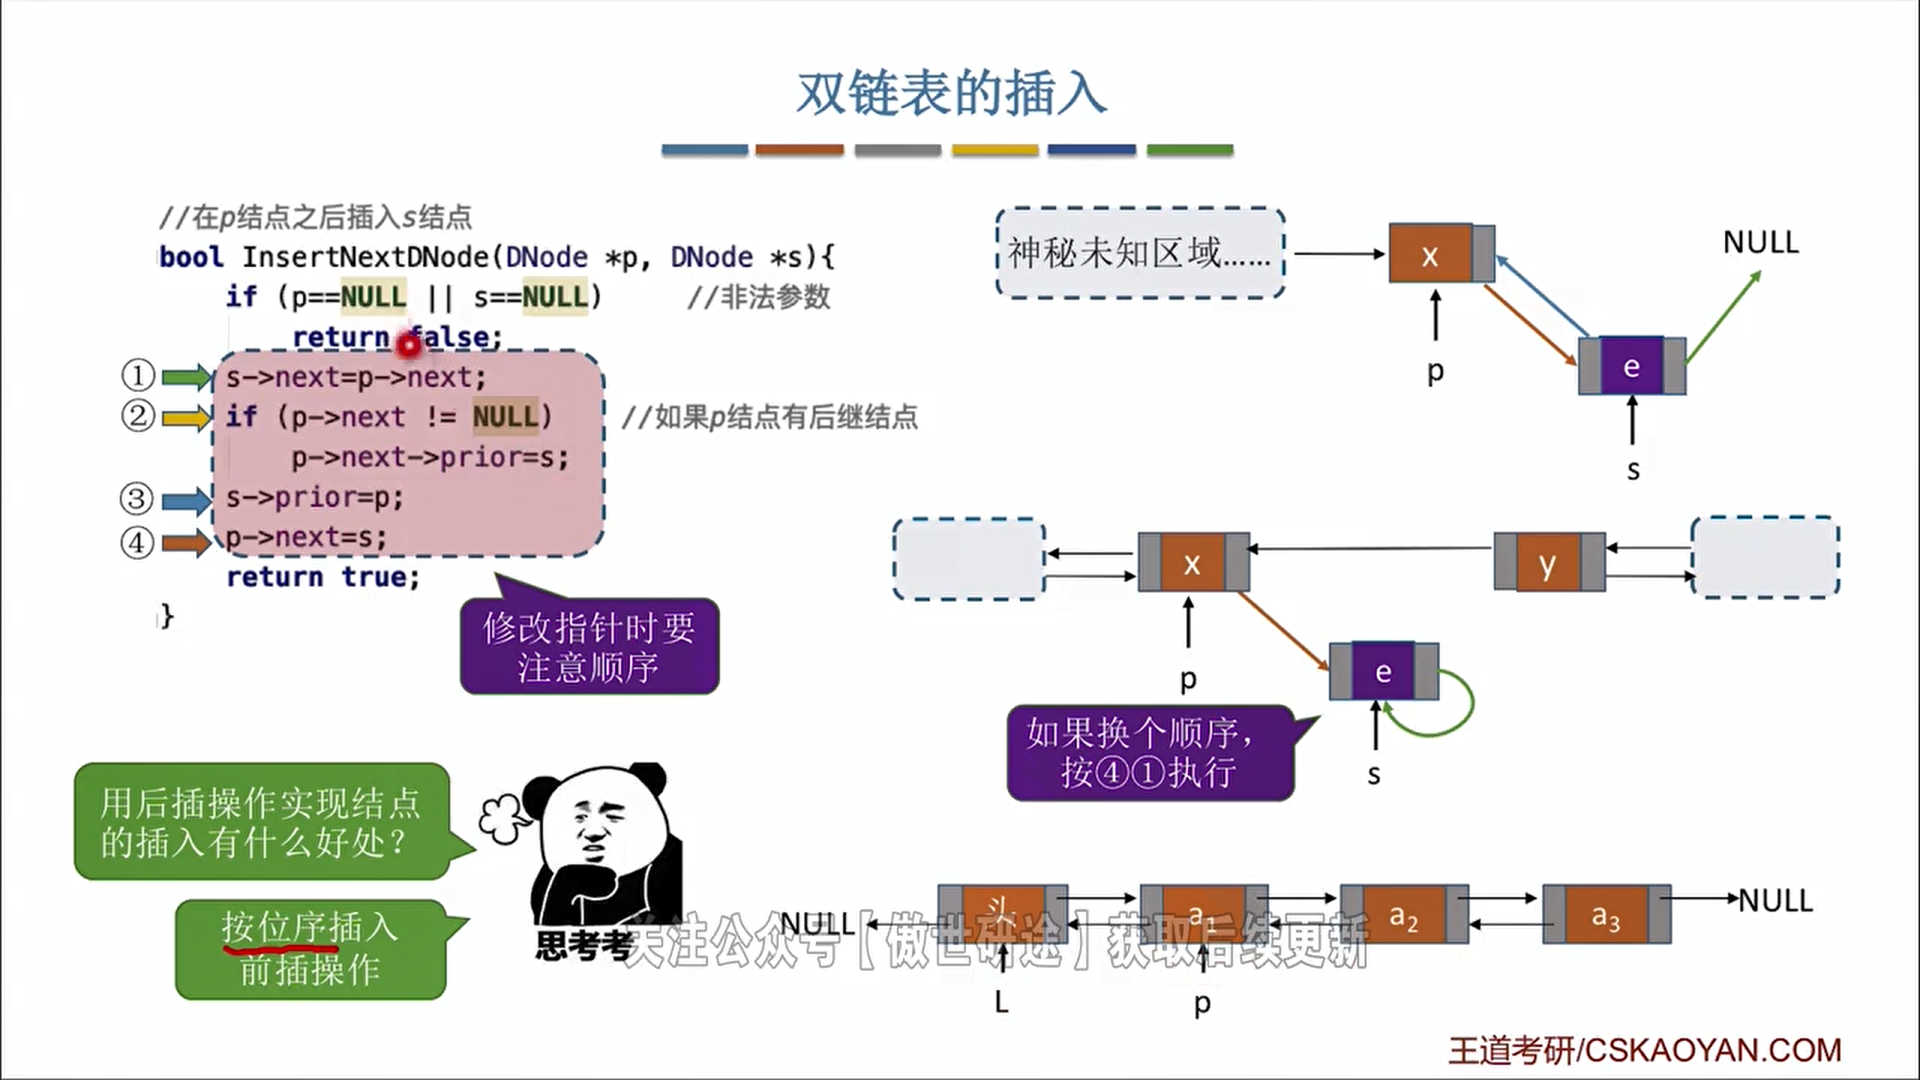 双链表的插入
//在p结点之后插入s结点
bool InsertNextDNode(DNode *p, DNode *s){
if (p==NULL || s==NULL) //非法参数
return false;
① s->next=p->next;
② if (p->next != NULL) //如果p结点有后继结点
p->next->prior=s;
③ s->prior=p;
④ p->next=s;
return true;
}
修改指针时要
注意顺序
神秘未知区域……
x
NULL
p
e
s
x
y
p
e
如果换个顺序，
按④①执行
s
用后插操作实现结点
的插入有什么好处？
按位序插入
前插操作
思考考
NULL
头
a1
a2
a3
NULL
L
p
关注公众号【傲世研途】获取后续更新
王道考研/CSKAOYAN.COM